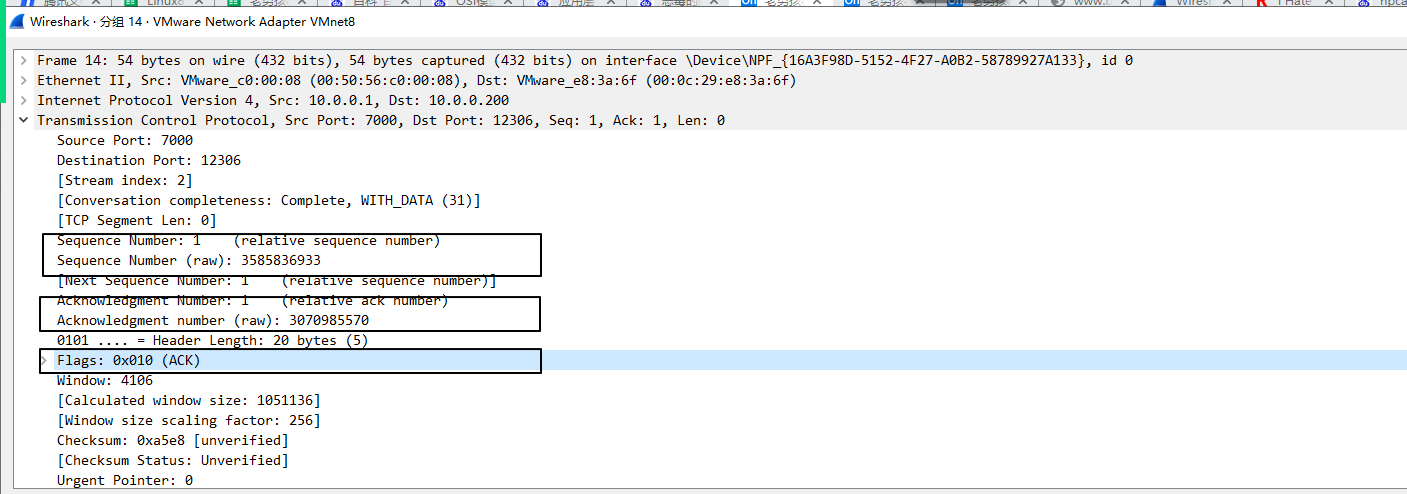 Wireshark · 分组 14 · VMware Network Adapter VMnet8
Frame 14: 54 bytes on wire (432 bits), 54 bytes captured (432 bits) on interface \Device\NPF_{16A3F98D-5152-4F27-A0B2-58789927A133}, id 0
Ethernet II, Src: VMware_c0:00:08 (00:50:56:c0:00:08), Dst: VMware_e8:3a:6f (00:0c:29:e8:3a:6f)
Internet Protocol Version 4, Src: 10.0.0.1, Dst: 10.0.0.200
Transmission Control Protocol, Src Port: 7000, Dst Port: 12306, Seq: 1, Ack: 1, Len: 0
Source Port: 7000
Destination Port: 12306
[Stream index: 2]
[Conversation completeness: Complete, WITH_DATA (31)]
[TCP Segment Len: 0]
Sequence Number: 1    (relative sequence number)
Sequence Number (raw): 3585836933
[Next Sequence Number: 1    (relative sequence number)]
Acknowledgment Number: 1    (relative ack number)
Acknowledgment number (raw): 3070985570
0101 .... = Header Length: 20 bytes (5)
Flags: 0x010 (ACK)
Window: 4106
[Calculated window size: 1051136]
[Window size scaling factor: 256]
Checksum: 0xa5e8 [unverified]
[Checksum Status: Unverified]
Urgent Pointer: 0